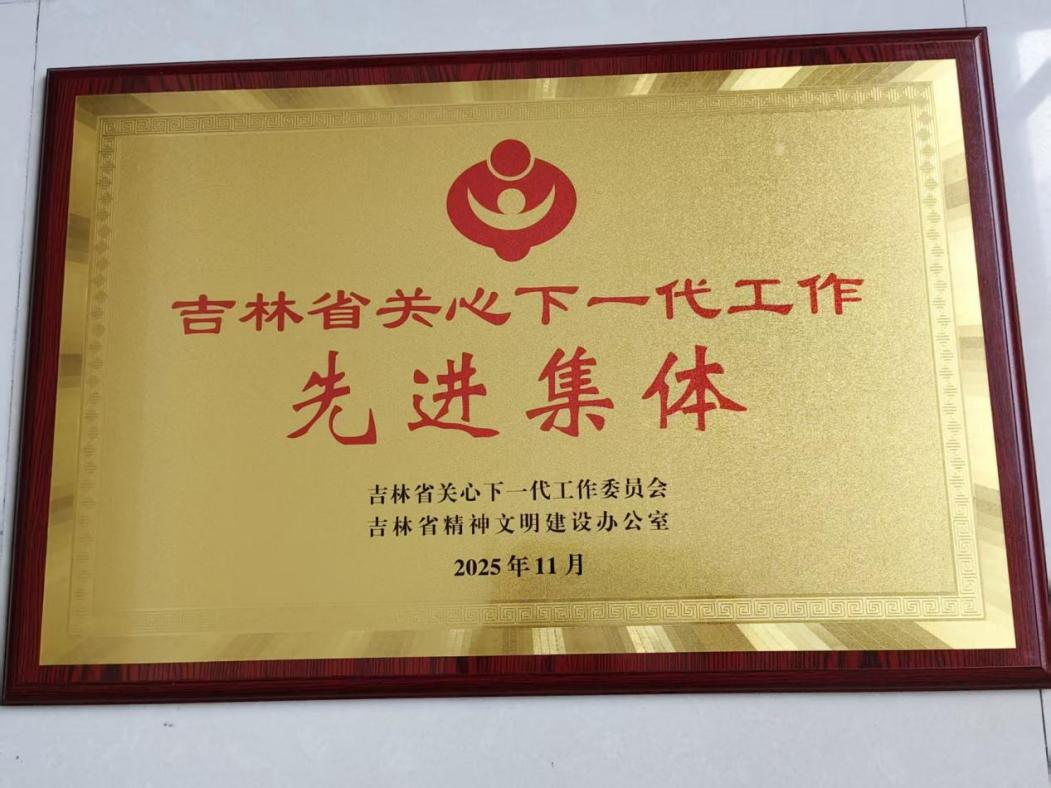 吉林省关心下一代工作
先进集体
吉林省关心下一代工作委员会
吉林省精神文明建设办公室
2025年11月